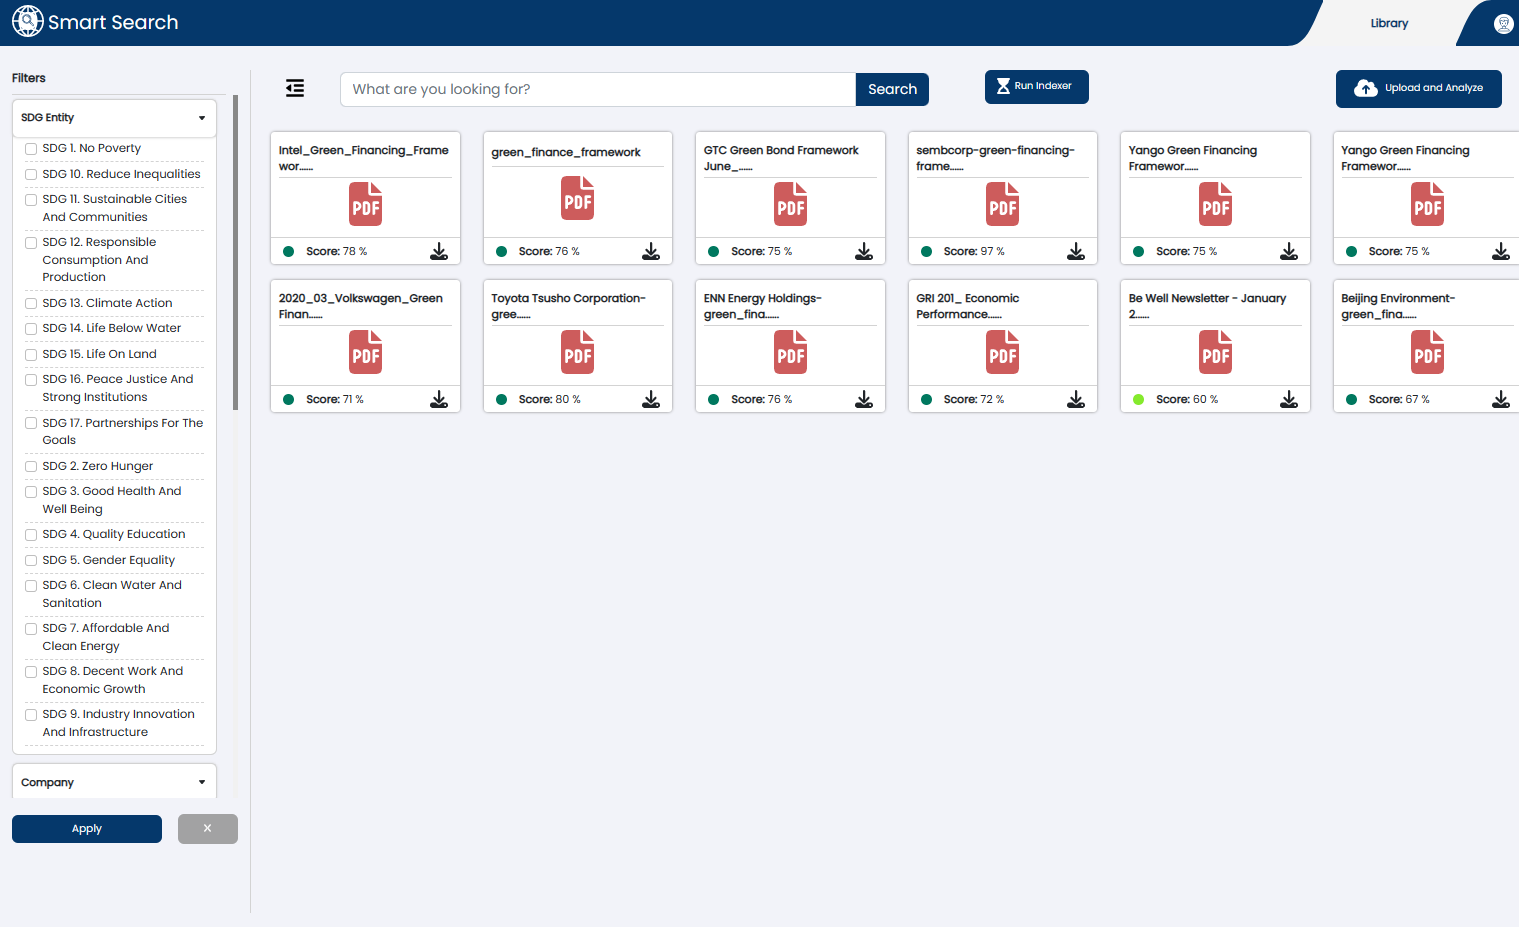 Smart Search
Library
Filters
SDG Entity
SDG 1. No Poverty
SDG 10. Reduce Inequalities
SDG 11. Sustainable Cities
And Communities
SDG 12. Responsible
Consumption And
Production
SDG 13. Climate Action
SDG 14. Life Below Water
SDG 15. Life On Land
SDG 16. Peace Justice And
Strong Institutions
SDG 17. Partnerships For The
Goals
SDG 2. Zero Hunger
SDG 3. Good Health And
Well Being
SDG 4. Quality Education
SDG 5. Gender Equality
SDG 6. Clean Water And
Sanitation
SDG 7. Affordable And
Clean Energy
SDG 8. Decent Work And
Economic Growth
SDG 9. Industry Innovation
And Infrastructure
Company
Apply
X
What are you looking for?
Search
Run Indexer
Upload and Analyze
Intel_Green_Financing_Frame
wor......
PDF
Score: 78 %
green_finance_framework
PDF
Score: 76 %
GTC Green Bond Framework
June_......
PDF
Score: 75 %
sembcorp-green-financing-
frame......
PDF
Score: 97 %
Yango Green Financing
Framewor......
PDF
Score: 75 %
Yango Green Financing
Framewor......
PDF
Score: 75 %
2020_03_Volkswagen_Green
Finan......
PDF
Score: 71 %
Toyota Tsusho Corporation-
gree......
PDF
Score: 80 %
ENN Energy Holdings-
green_fina......
PDF
Score: 76 %
GRI 201_ Economic
Performance......
PDF
Score: 72 %
Be Well Newsletter - January
2......
PDF
Score: 60 %
Beijing Environment-
green_fina......
PDF
Score: 67 %